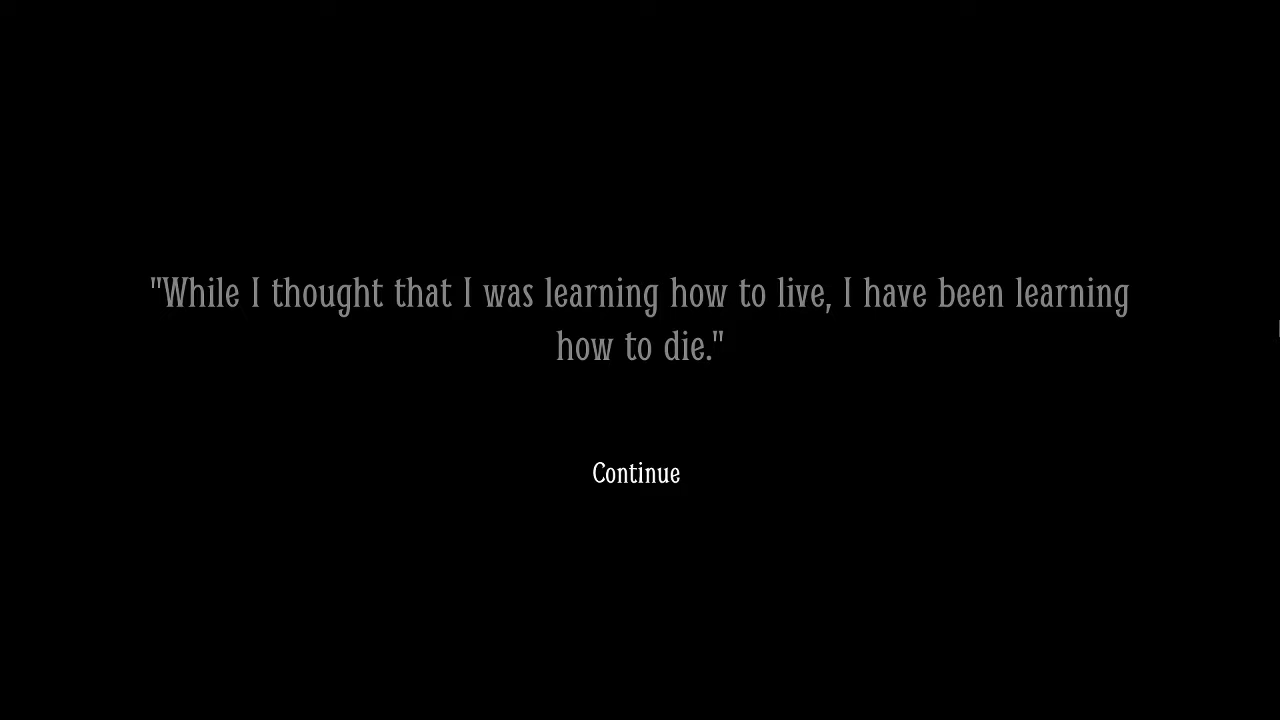 "While I thought that I was learning how to live, I have been learning
how to die."
Continue